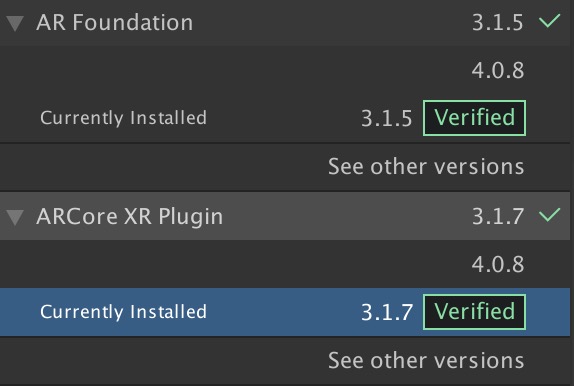 AR Foundation 3.1.5
4.0.8
Currently Installed 3.1.5 Verified
See other versions
ARCore XR Plugin 3.1.7
4.0.8
Currently Installed 3.1.7 Verified
See other versions